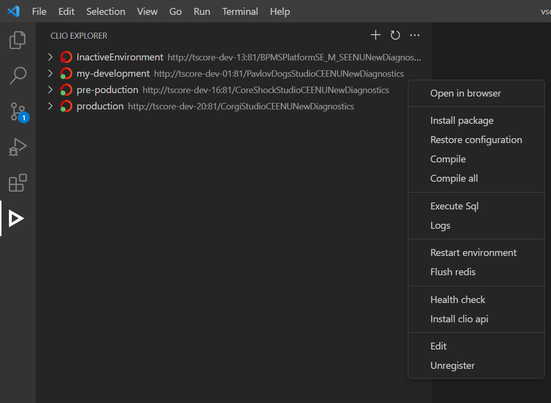 File Edit Selection View Go Run Terminal Help
CLIO EXPLORER
InactiveEnvironment http://tscore-dev-13:81/BPMSPlatformSE_M_SEENUNewDiagnos...
my-development http://tscore-dev-01:81/PavlovDogsStudioCEENUNewDiagnostics
pre-poduction http://tscore-dev-16:81/CoreShockStudioCEENUNewDiagnostics
production http://tscore-dev-20:81/CorgiStudioCEENUNewDiagnostics
1
Open in browser
Install package
Restore configuration
Compile
Compile all
Execute Sql
Logs
Restart environment
Flush redis
Health check
Install clio api
Edit
Unregister